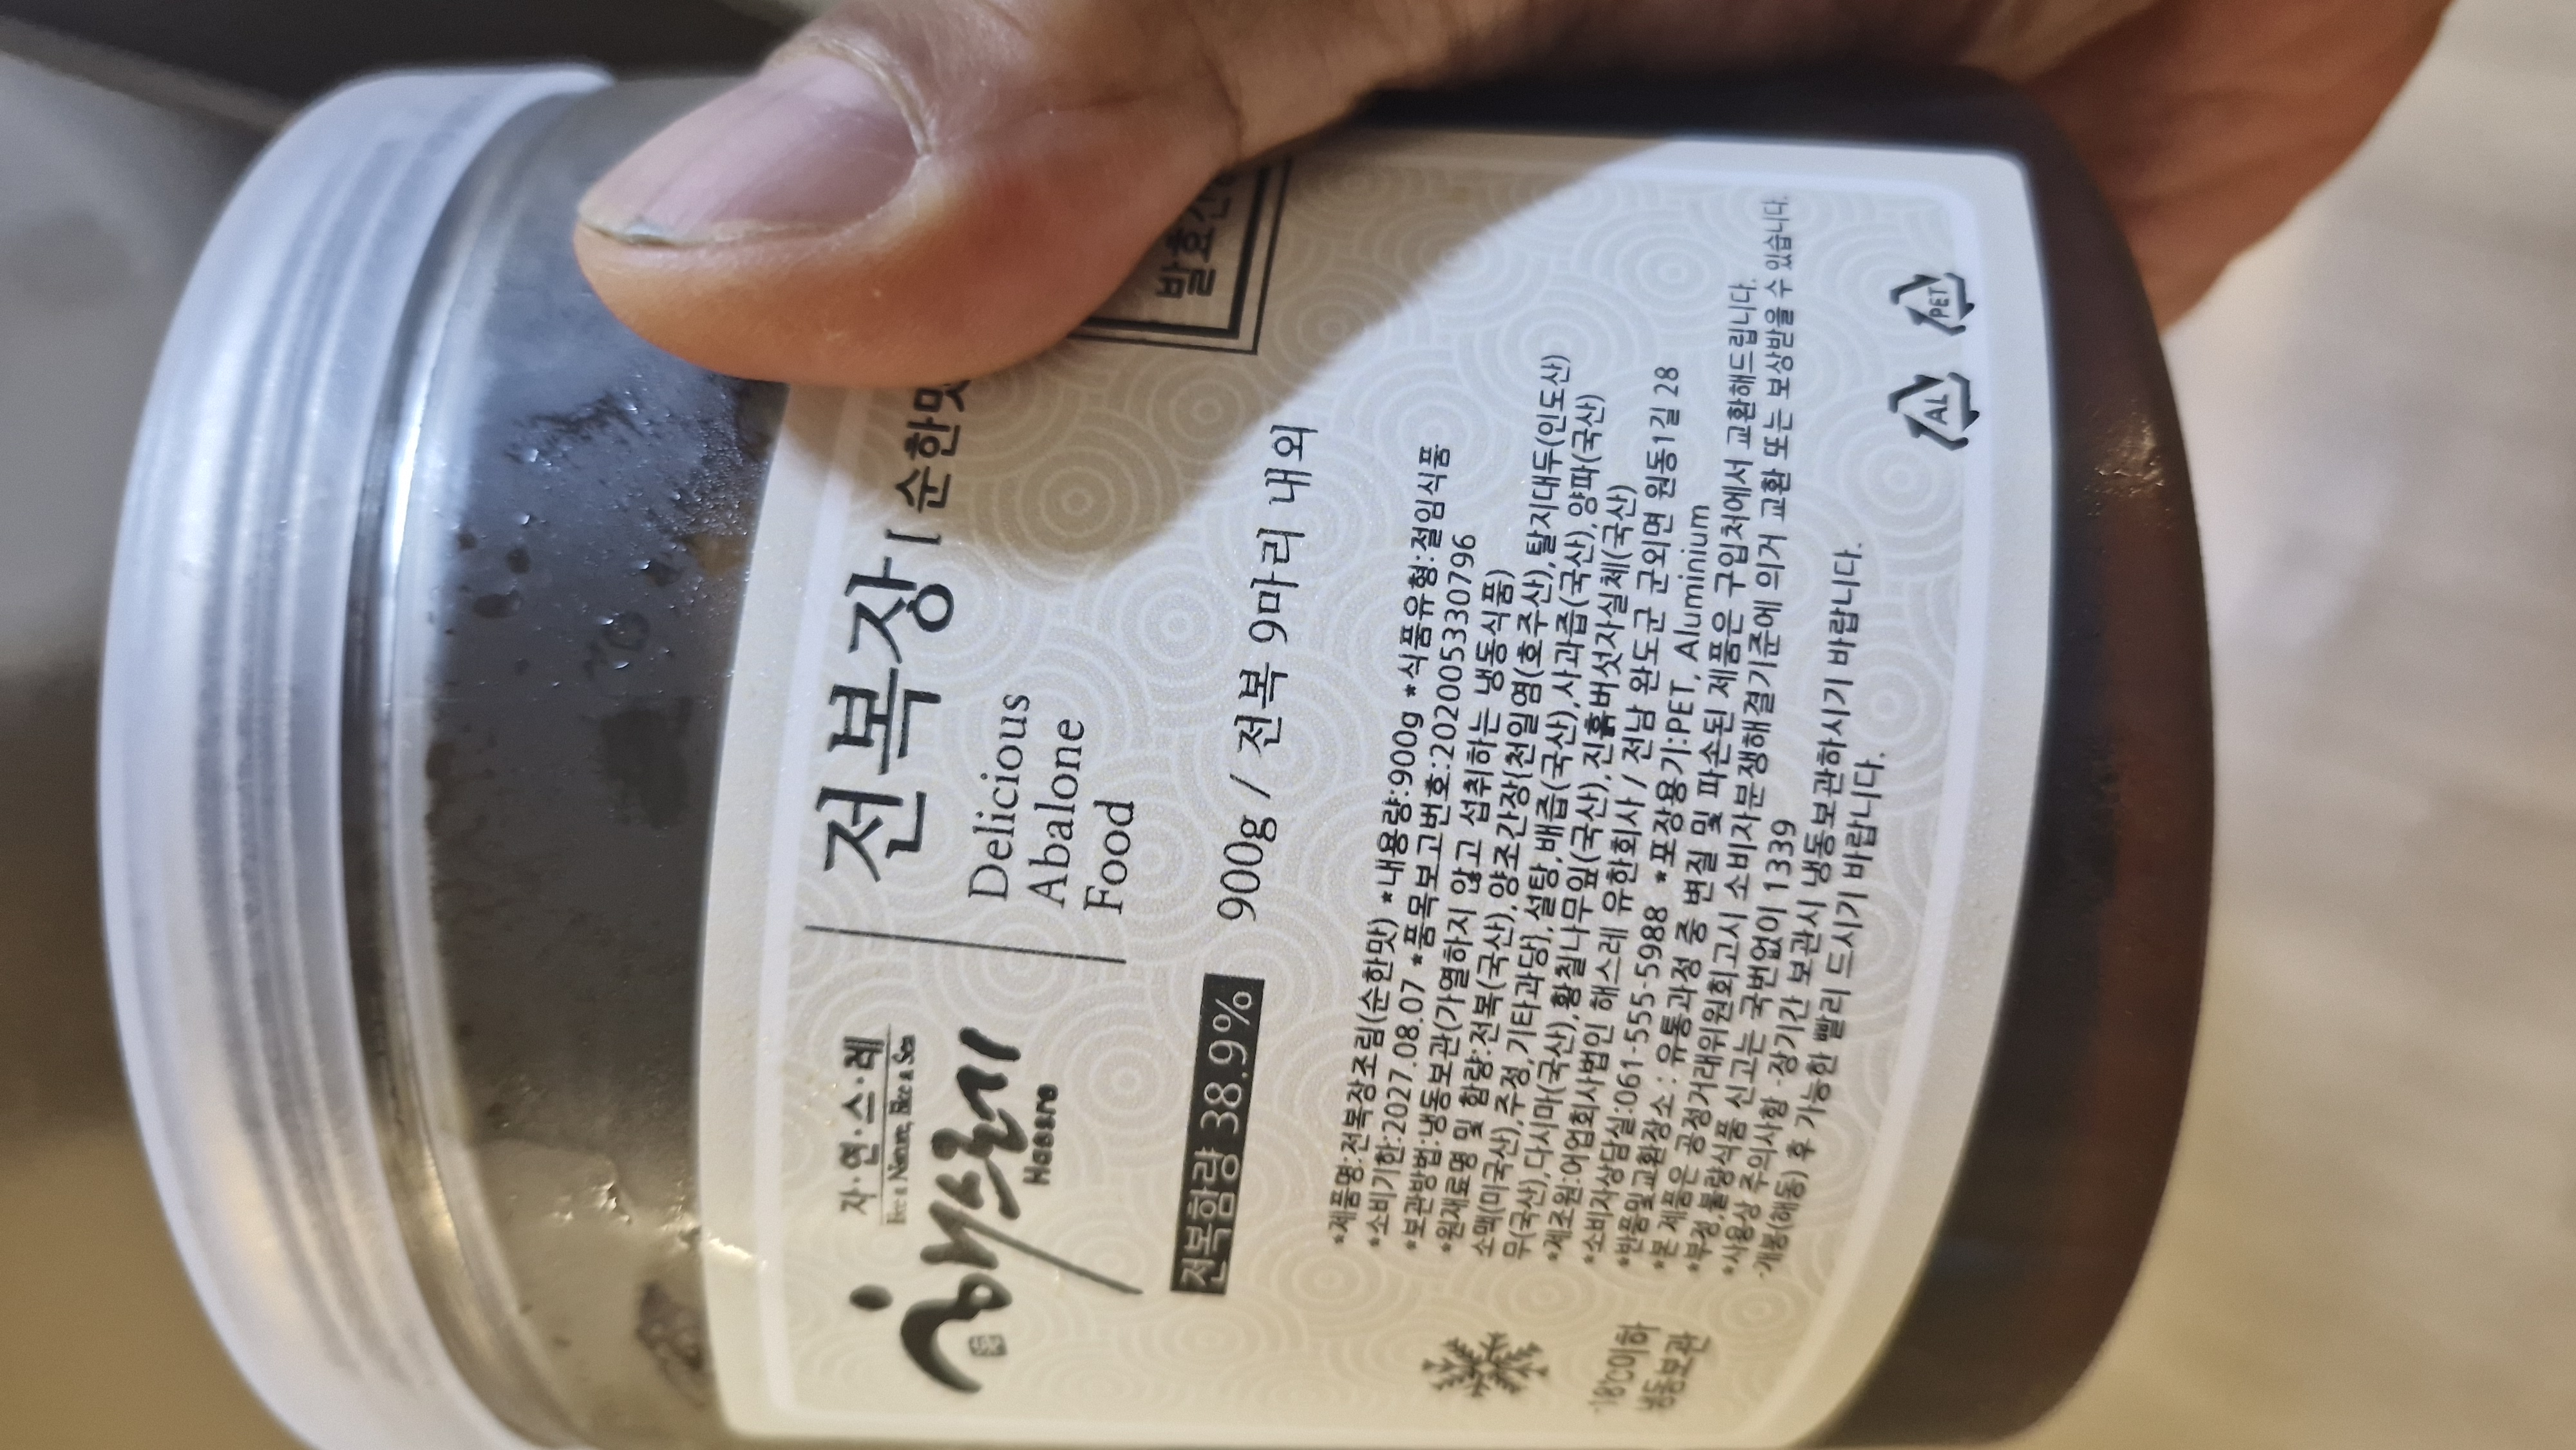 자·연·스·레
Bee a Nature, Bee a Sea
해스레
Haesre
전복장 [ 순한맛
Delicious
Abalone
Food
발효간
전복함량 38.9%
900g / 전복 9마리 내외
*제품명:전복장조림(순한맛) *내용량:900g *식품유형:절임식품
*소비기한:2027.08.07 *품목보고번호:20200533079​6
*보관방법:냉동보관(가열하지 않고 섭취하는 냉동식품)
*원재료명 및 함량:전복(국산),양조간장{천일염(호주산),탈지대두(인도산)
소맥(미국산),주정,기타과당},설탕,배즙(국산),사과즙(국산),양파(국산)
무(국산),다시마(국산),황칠나무잎(국산),진흙버섯자실체(국산)
*제조원:어업회사법인 해스레 유한회사 / 전남 완도군 군외면 원동1길 28
*소비자상담실:061-555-5988 *포장용기:PET, Aluminium
*반품및교환장소 : 유통과정 중 변질 및 파손된 제품은 구입처에서 교환해드립니다.
*본 제품은 공정거래위원회고시 소비자분쟁해결기준에 의거 교환 또는 보상받을 수 있습니다.
*부정,불량식품 신고는 국번없이 1339
*사용상 주의사항 -장기간 보관시 냉동보관하시기 바랍니다.
-개봉(해동) 후 가능한 빨리 드시기 바랍니다.
-18℃이하
냉동보관
AL
PET